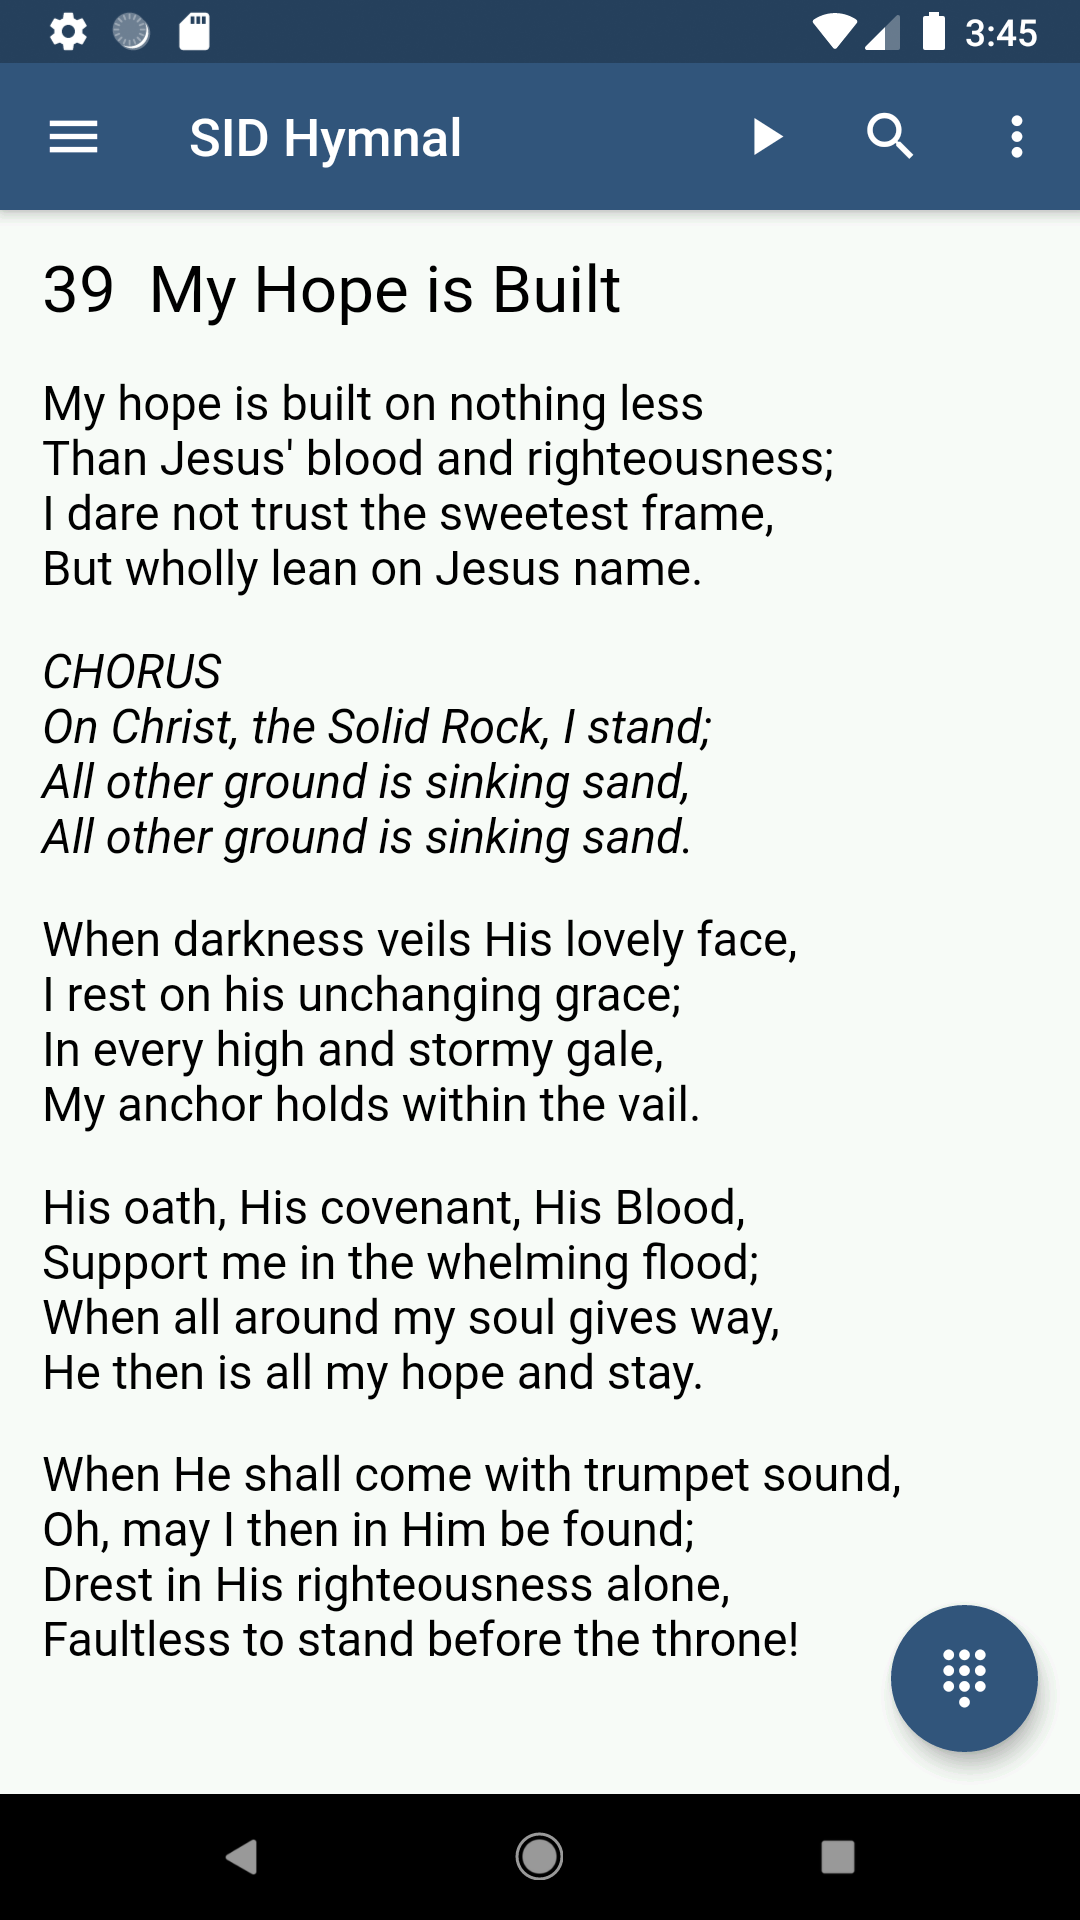 3:45
SID Hymnal
39 My Hope is Built
My hope is built on nothing less
Than Jesus' blood and righteousness;
I dare not trust the sweetest frame,
But wholly lean on Jesus name.
CHORUS
On Christ, the Solid Rock, I stand;
All other ground is sinking sand,
All other ground is sinking sand.
When darkness veils His lovely face,
I rest on his unchanging grace;
In every high and stormy gale,
My anchor holds within the vail.
His oath, His covenant, His Blood,
Support me in the whelming flood;
When all around my soul gives way,
He then is all my hope and stay.
When He shall come with trumpet sound,
Oh, may I then in Him be found;
Drest in His righteousness alone,
Faultless to stand before the throne!